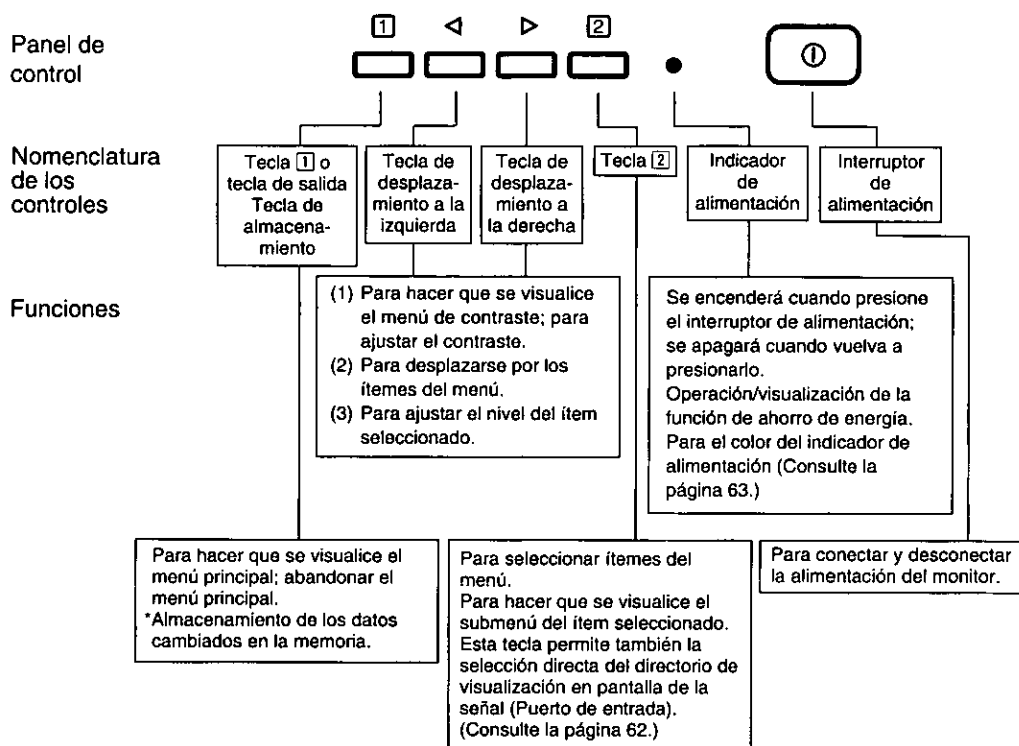 Panel de
control
1 ◁ ▷ 2
Nomenclatura
de los
controles
Tecla 1 o
tecla de salida
Tecla de
almacena-
miento
Tecla de
desplaza-
miento a la
izquierda
Tecla de
desplaza-
miento a
la derecha
Tecla 2
Indicador
de
alimentación
Interruptor
de
alimentación
Funciones
(1) Para hacer que se visualice
el menú de contraste; para
ajustar el contraste.
(2) Para desplazarse por los
ítemes del menú.
(3) Para ajustar el nivel del ítem
seleccionado.
Se encenderá cuando presione
el interruptor de alimentación;
se apagará cuando vuelva a
presionarlo.
Operación/visualización de la
función de ahorro de energía.
Para el color del indicador de
alimentación (Consulte la
página 63.)
Para hacer que se visualice el
menú principal; abandonar el
menú principal.
*Almacenamiento de los datos
cambiados en la memoria.
Para seleccionar ítemes del
menú.
Para hacer que se visualice el
submenú del ítem seleccionado.
Esta tecla permite también la
selección directa del directorio de
visualización en pantalla de la
señal (Puerto de entrada).
(Consulte la página 62.)
Para conectar y desconectar
la alimentación del monitor.